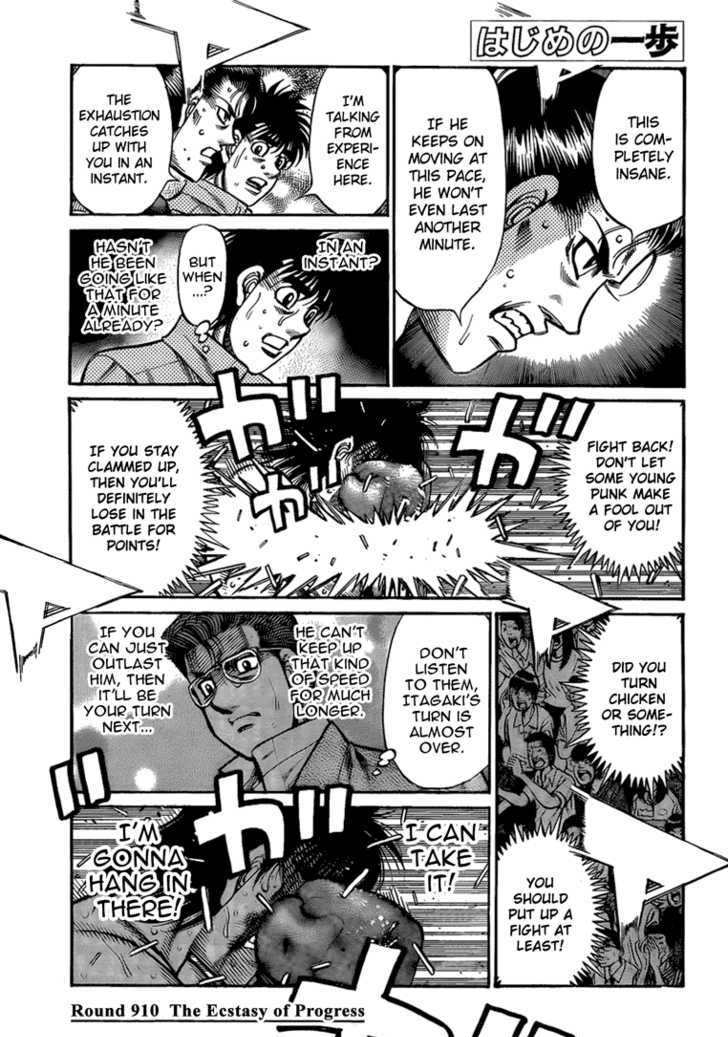 はじめの一歩
THIS
IS COM-
PLETELY
INSANE.
IF HE
KEEPS ON
MOVING AT
THIS PACE,
HE WON'T
EVEN LAST
ANOTHER
MINUTE.
I'M
TALKING
FROM
EXPERI-
ENCE
HERE.
THE
EXHAUSTION
CATCHES
UP WITH
YOU IN AN
INSTANT.
IN AN
INSTANT?
BUT
WHEN
...?
HASN'T
HE BEEN
GOING LIKE
THAT FOR
A MINUTE
ALREADY?
ガ
ガ
ガ
FIGHT BACK!
DON'T LET
SOME YOUNG
PUNK MAKE
A FOOL OUT
OF YOU!
IF YOU STAY
CLAMMED UP,
THEN YOU'LL
DEFINITELY
LOSE IN THE
BATTLE FOR
POINTS!
DID YOU
TURN
CHICKEN
OR SOME-
THING!?
DON'T
LISTEN
TO THEM,
ITAGAKI'S
TURN IS
ALMOST
OVER.
HE CAN'T
KEEP UP
THAT KIND
OF SPEED
FOR MUCH
LONGER.
IF YOU
CAN JUST
OUTLAST
HIM, THEN
IT'LL BE
YOUR TURN
NEXT...
YOU
SHOULD
PUT UP A
FIGHT AT
LEAST!
ガ
ガ
I CAN
TAKE
IT!
I'M
GONNA
HANG IN
THERE!
Round 910 The Ecstasy of Progress